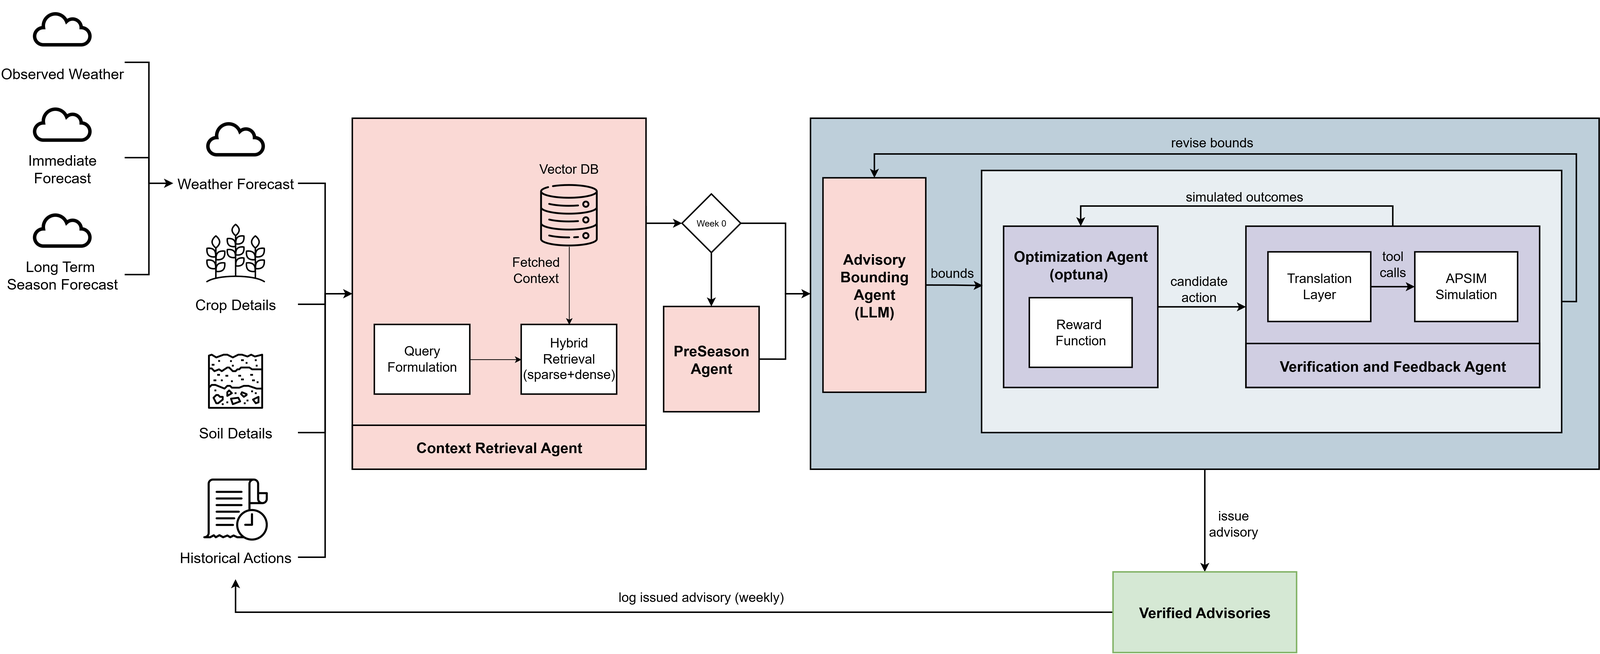 Observed Weather
Immediate
Forecast
Long Term
Season Forecast
Weather Forecast
Crop Details
Soil Details
Historical Actions
Vector DB
Fetched
Context
Query
Formulation
Hybrid
Retrieval
(sparse+dense)
Context Retrieval Agent
Week 0
PreSeason
Agent
revise bounds
Advisory
Bounding
Agent
(LLM)
bounds
simulated outcomes
Optimization Agent
(optuna)
Reward
Function
candidate
action
Translation
Layer
tool
calls
APSIM
Simulation
Verification and Feedback Agent
issue
advisory
Verified Advisories
log issued advisory (weekly)